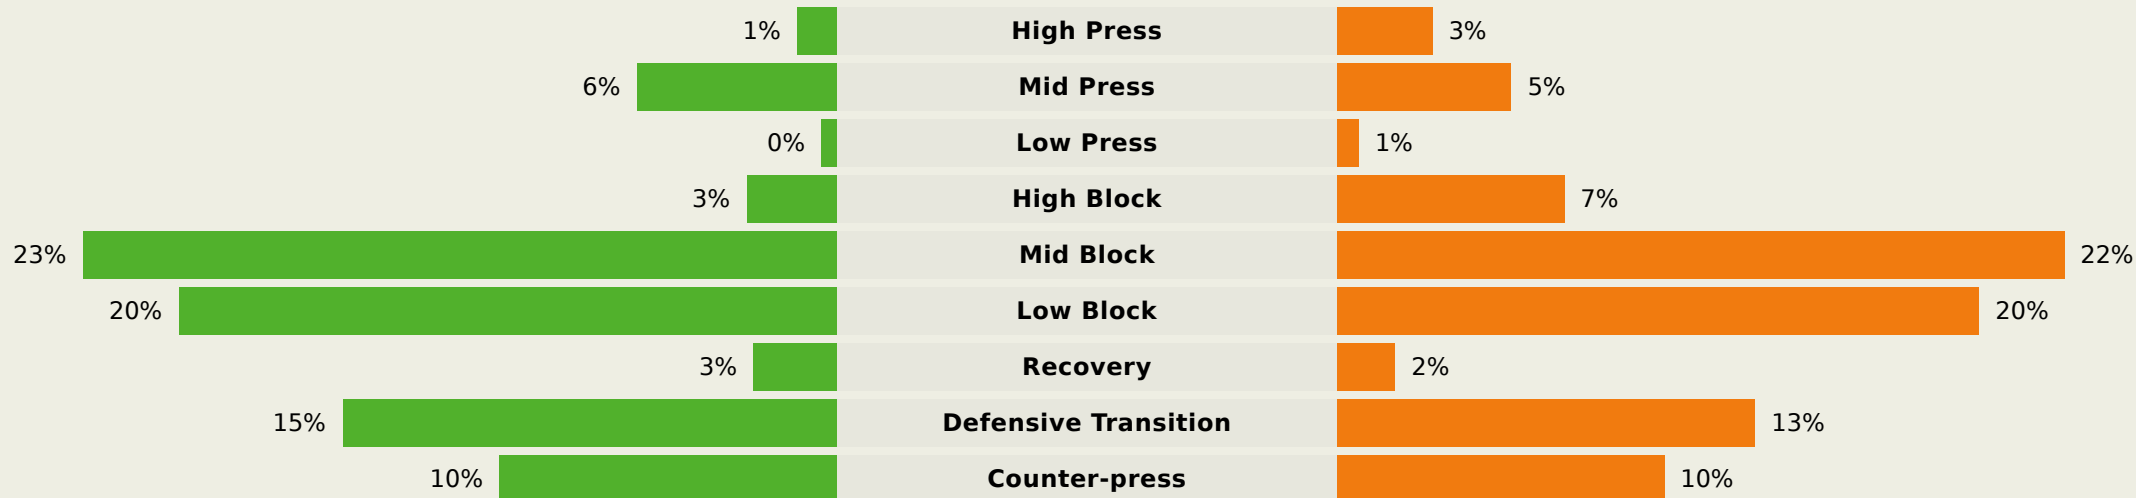 1% High Press 3%
6% Mid Press 5%
0% Low Press 1%
3% High Block 7%
23% Mid Block 22%
20% Low Block 20%
3% Recovery 2%
15% Defensive Transition 13%
10% Counter-press 10%